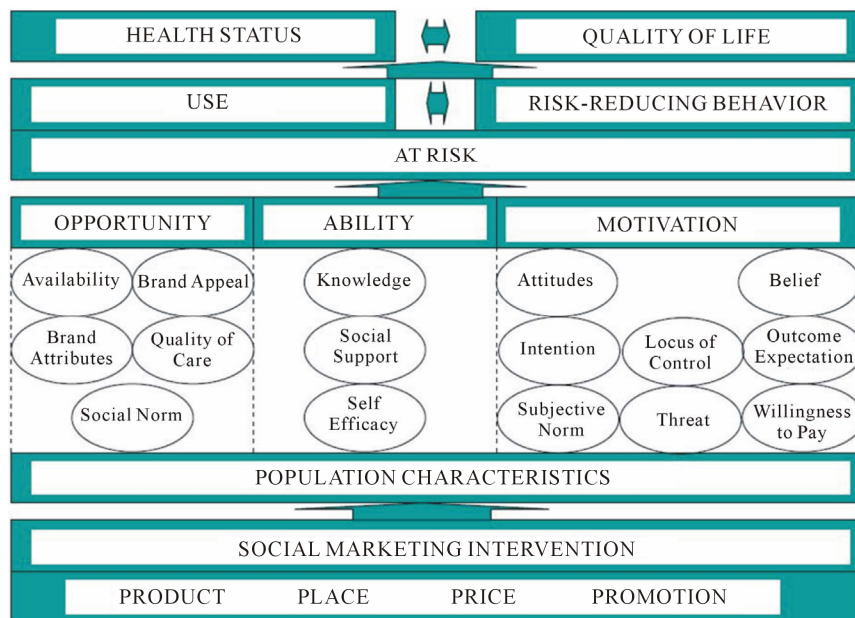 HEALTH STATUS
QUALITY OF LIFE
USE
RISK-REDUCING BEHAVIOR
AT RISK
OPPORTUNITY
ABILITY
MOTIVATION
Availability
Brand Appeal
Knowledge
Attitudes
Belief
Brand
Attributes
Quality of
Care
Social
Support
Intention
Locus of
Control
Outcome
Expectation
Social Norm
Self
Efficacy
Subjective
Norm
Threat
Willingness
to Pay
POPULATION CHARACTERISTICS
SOCIAL MARKETING INTERVENTION
PRODUCT PLACE PRICE PROMOTION